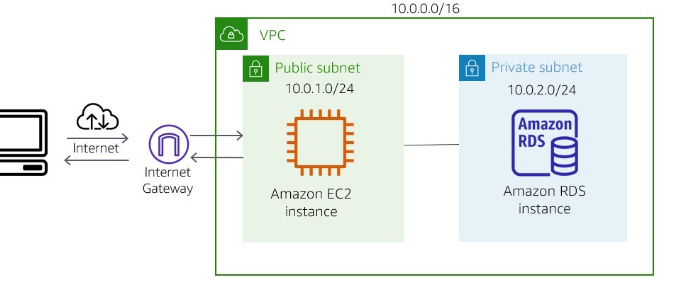 10.0.0.0/16
VPC
Public subnet
10.0.1.0/24
Private subnet
10.0.2.0/24
Internet
Internet
Gateway
Amazon EC2
instance
Amazon
RDS
Amazon RDS
instance